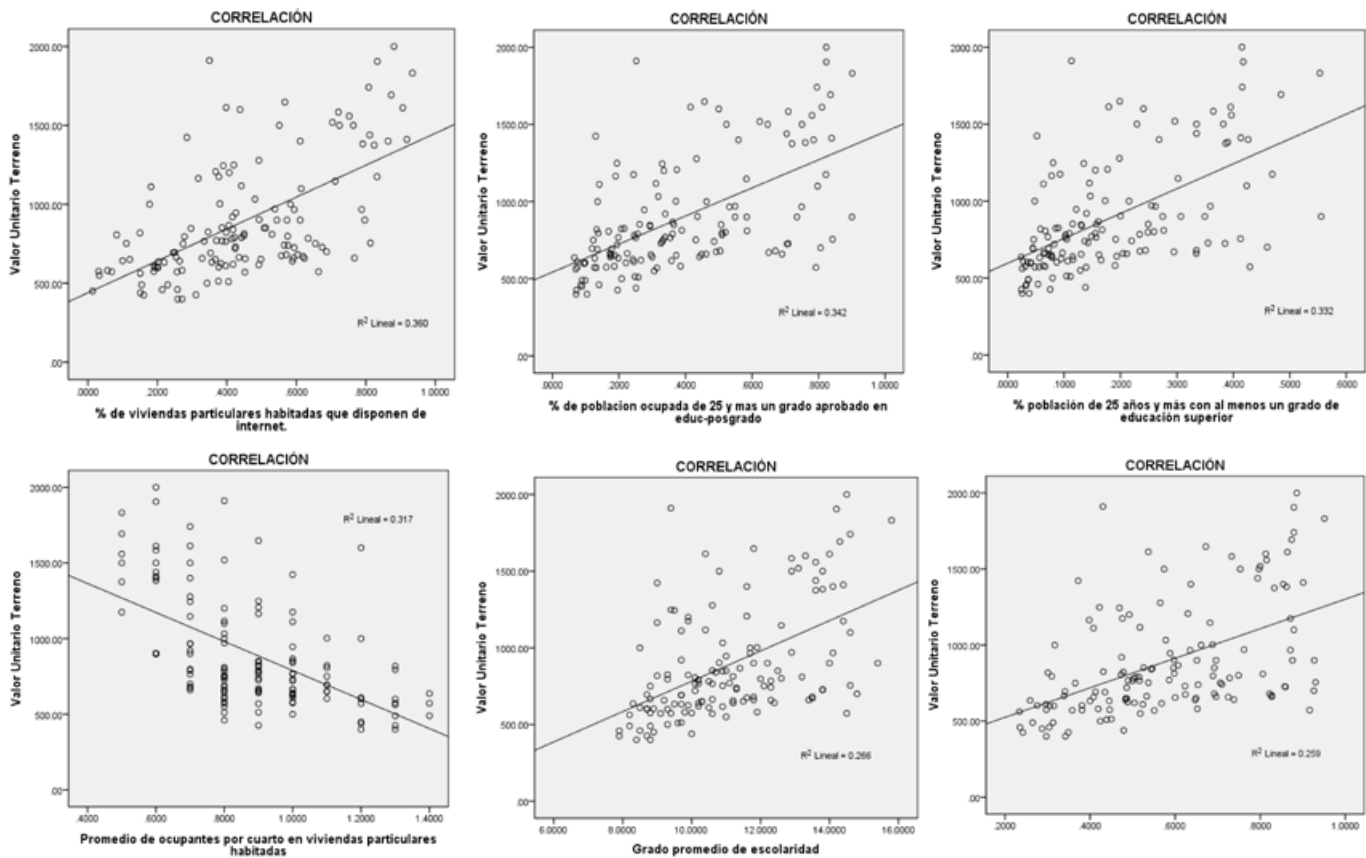 CORRELACIÓN
Valor Unitario Terreno
2000.00
1500.00
1000.00
500.00
.00
R² Lineal = 0.360
.0000 .2000 .4000 .6000 .8000 1.0000
% de viviendas particulares habitadas que disponen de
internet.
CORRELACIÓN
Valor Unitario Terreno
2000.00
1500.00
1000.00
500.00
.00
R² Lineal = 0.342
.0000 .2000 .4000 .6000 .8000 1.0000
% de poblacion ocupada de 25 y mas un grado aprobado en
educ-posgrado
CORRELACIÓN
Valor Unitario Terreno
2000.00
1500.00
1000.00
500.00
.00
R² Lineal = 0.332
.0000 .1000 .2000 .3000 .4000 .5000 .6000
% población de 25 años y más con al menos un grado de
educación superior
CORRELACIÓN
Valor Unitario Terreno
2000.00
1500.00
1000.00
500.00
.00
R² Lineal = 0.317
.4000 .6000 .8000 1.0000 1.2000 1.4000
Promedio de ocupantes por cuarto en viviendas particulares
habitadas
CORRELACIÓN
Valor Unitario Terreno
2000.00
1500.00
1000.00
500.00
.00
R² Lineal = 0.266
6.0000 8.0000 10.0000 12.0000 14.0000 16.0000
Grado promedio de escolaridad
CORRELACIÓN
Valor Unitario Terreno
2000.00
1500.00
1000.00
500.00
.00
R² Lineal = 0.259
.2000 .4000 .6000 .8000 1.0000